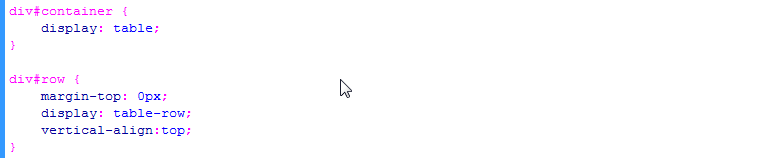 div#container {
    display: table;
}

div#row {
    margin-top: 0px;
    display: table-row;
    vertical-align:top;
}